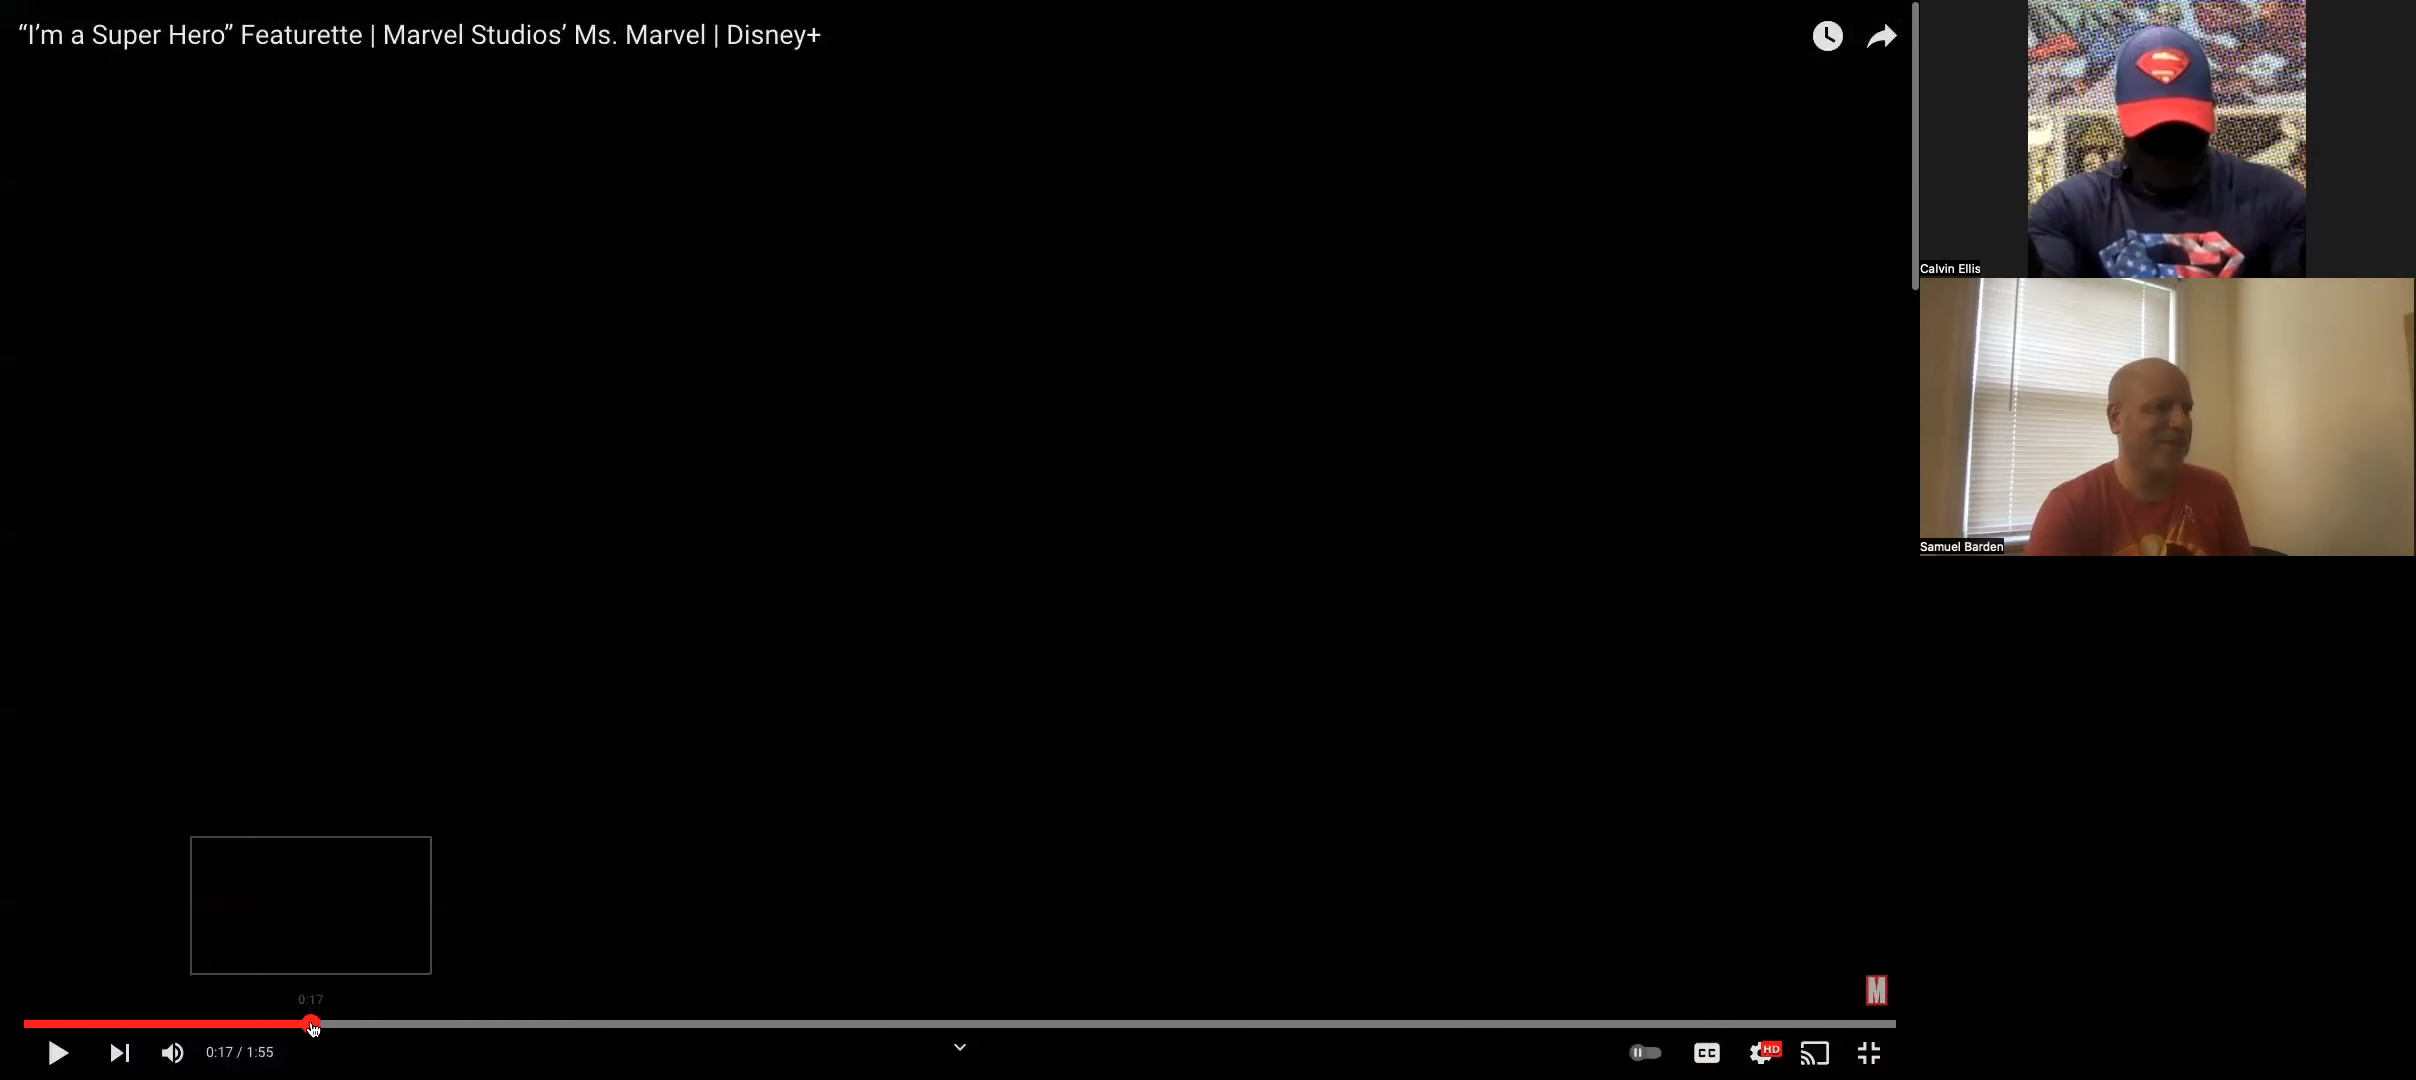 “I’m a Super Hero” Featurette | Marvel Studios’ Ms. Marvel | Disney+
Calvin Ellis
Samuel Barden
0:17
M
0:17 / 1:55
CC
HD